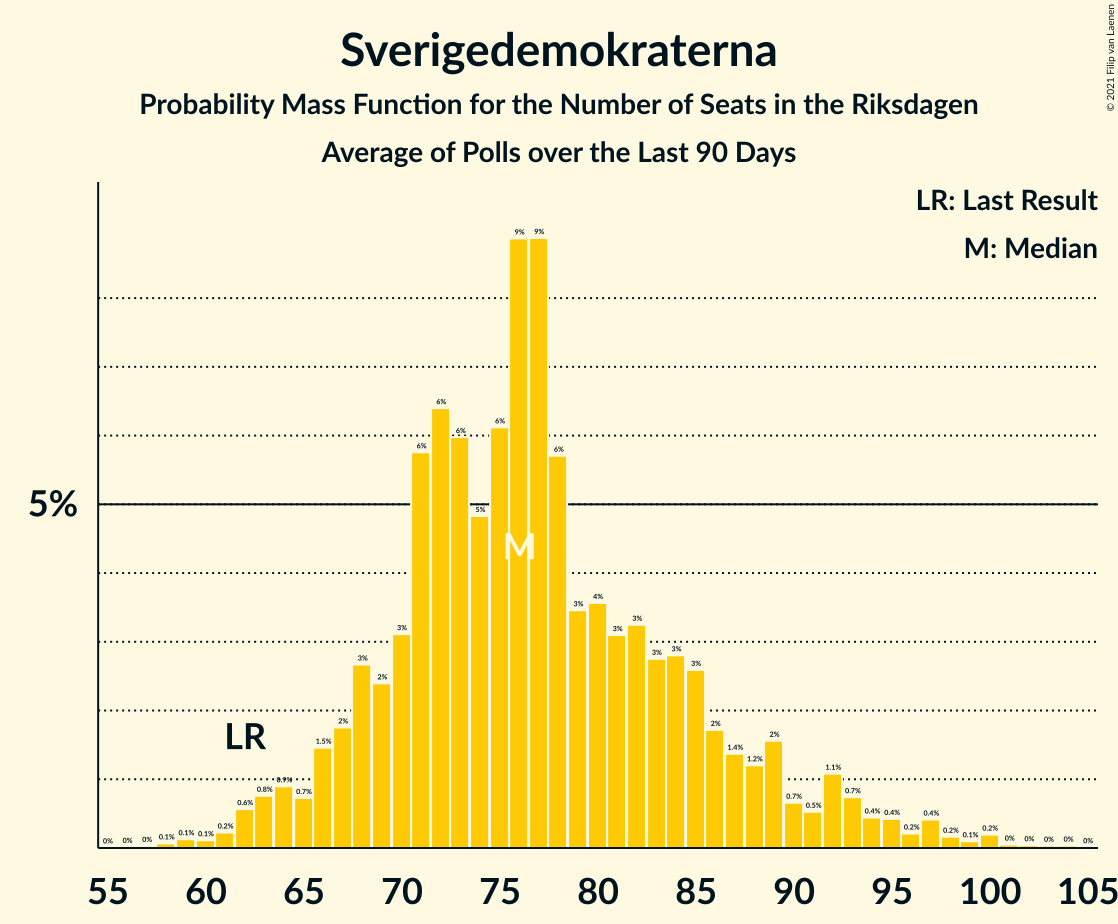 Sverigedemokraterna
Probability Mass Function for the Number of Seats in the Riksdagen
Average of Polls over the Last 90 Days
© 2021 Filip van Laenen
LR: Last Result
M: Median
5%
LR
M
0% 0% 0% 0.1% 0.1% 0.1% 0.2% 0.6% 0.8% 0.9% 0.7% 1.5% 2% 3% 2% 3% 6% 6% 6% 5% 6% 9% 9% 6% 3% 4% 3% 3% 3% 3% 3% 2% 1.4% 1.2% 2% 0.7% 0.5% 1.1% 0.7% 0.4% 0.4% 0.2% 0.4% 0.2% 0.1% 0.2% 0% 0% 0% 0% 0%
55 60 65 70 75 80 85 90 95 100 105